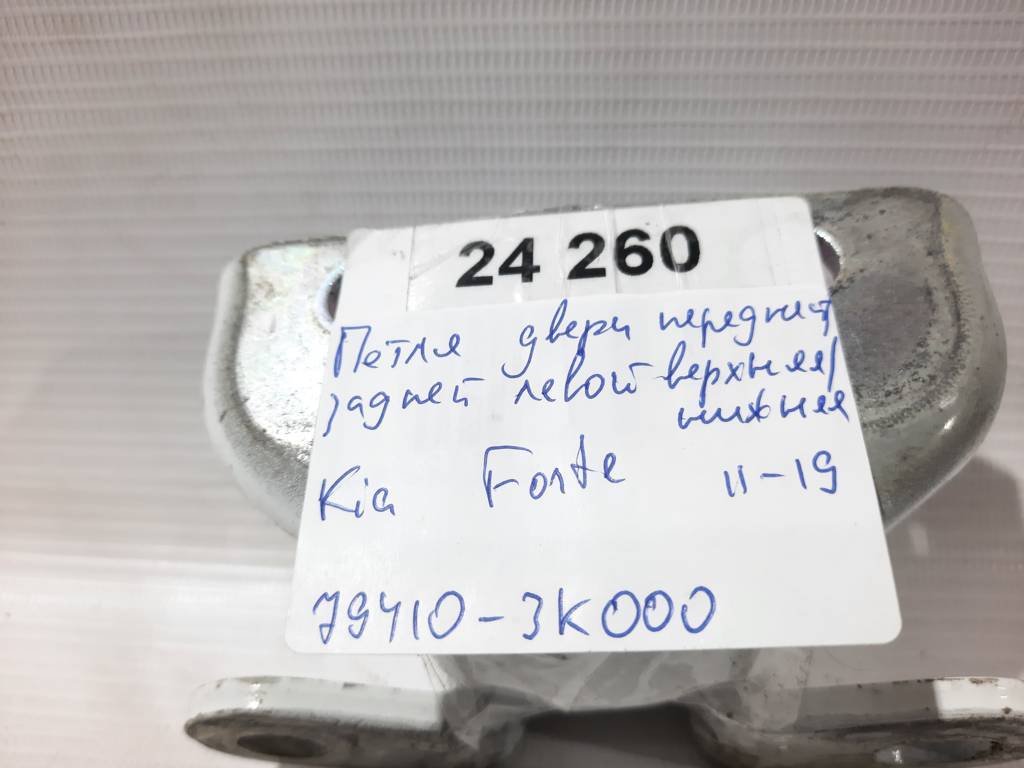 24 260
Петля двери передней
задней левой верхняя/
нижняя
Kia Forte 11-19
79410-3K000